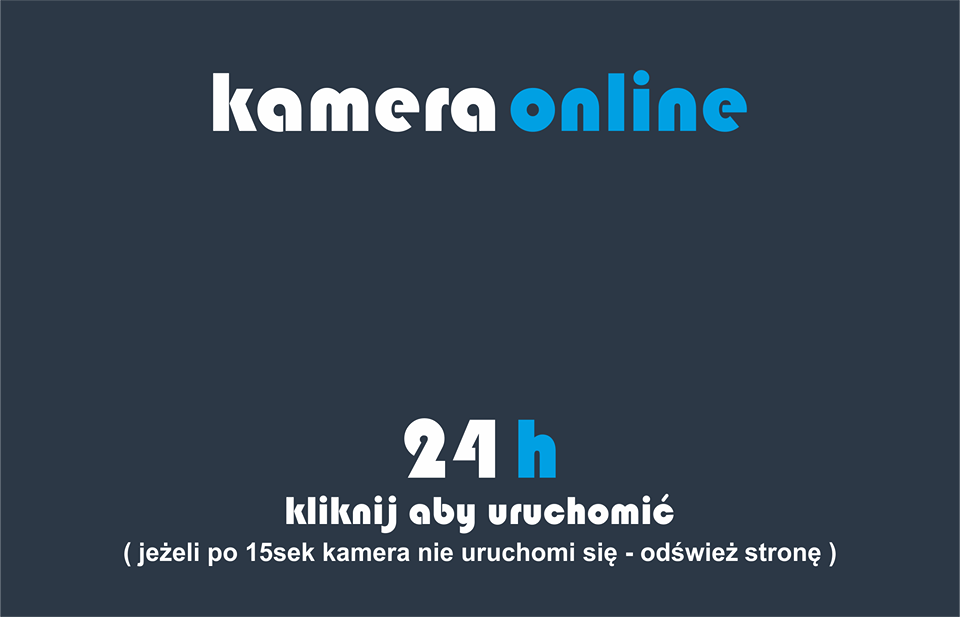 kamera online
24 h
kliknij aby uruchomić
( jeżeli po 15sek kamera nie uruchomi się - odśwież stronę )